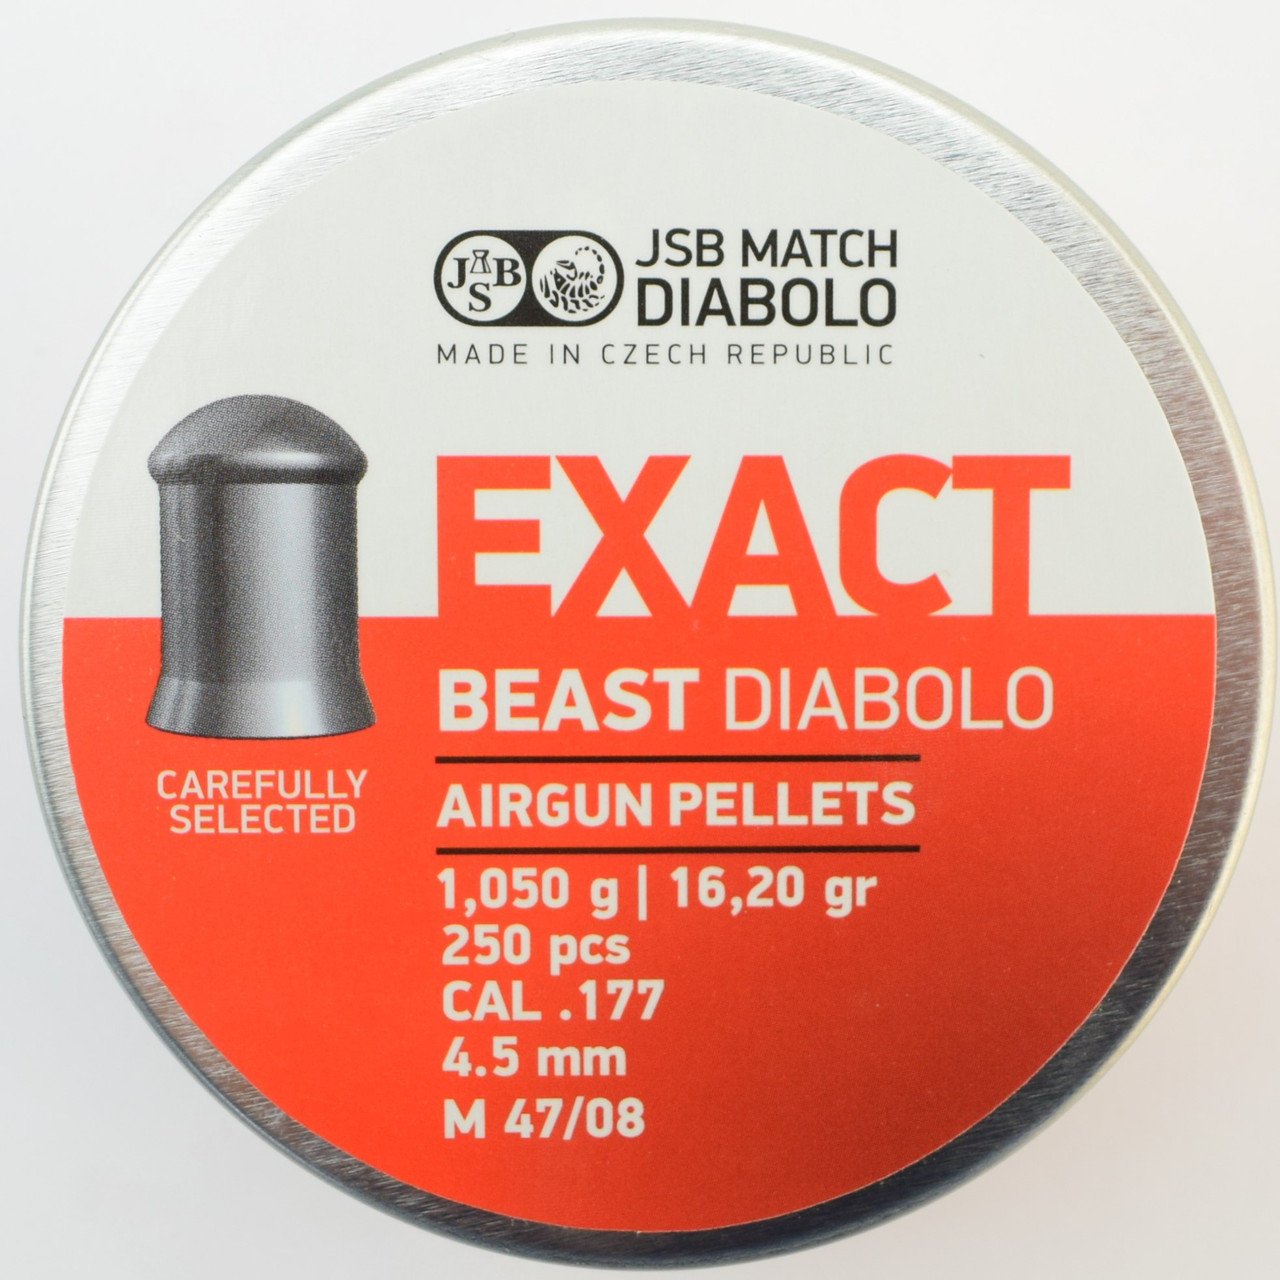 JSB
JSB MATCH
DIABOLO
MADE IN CZECH REPUBLIC
EXACT
BEAST DIABOLO
AIRGUN PELLETS
CAREFULLY
SELECTED
1,050 g | 16,20 gr
250 pcs
CAL .177
4.5 mm
M 47/08